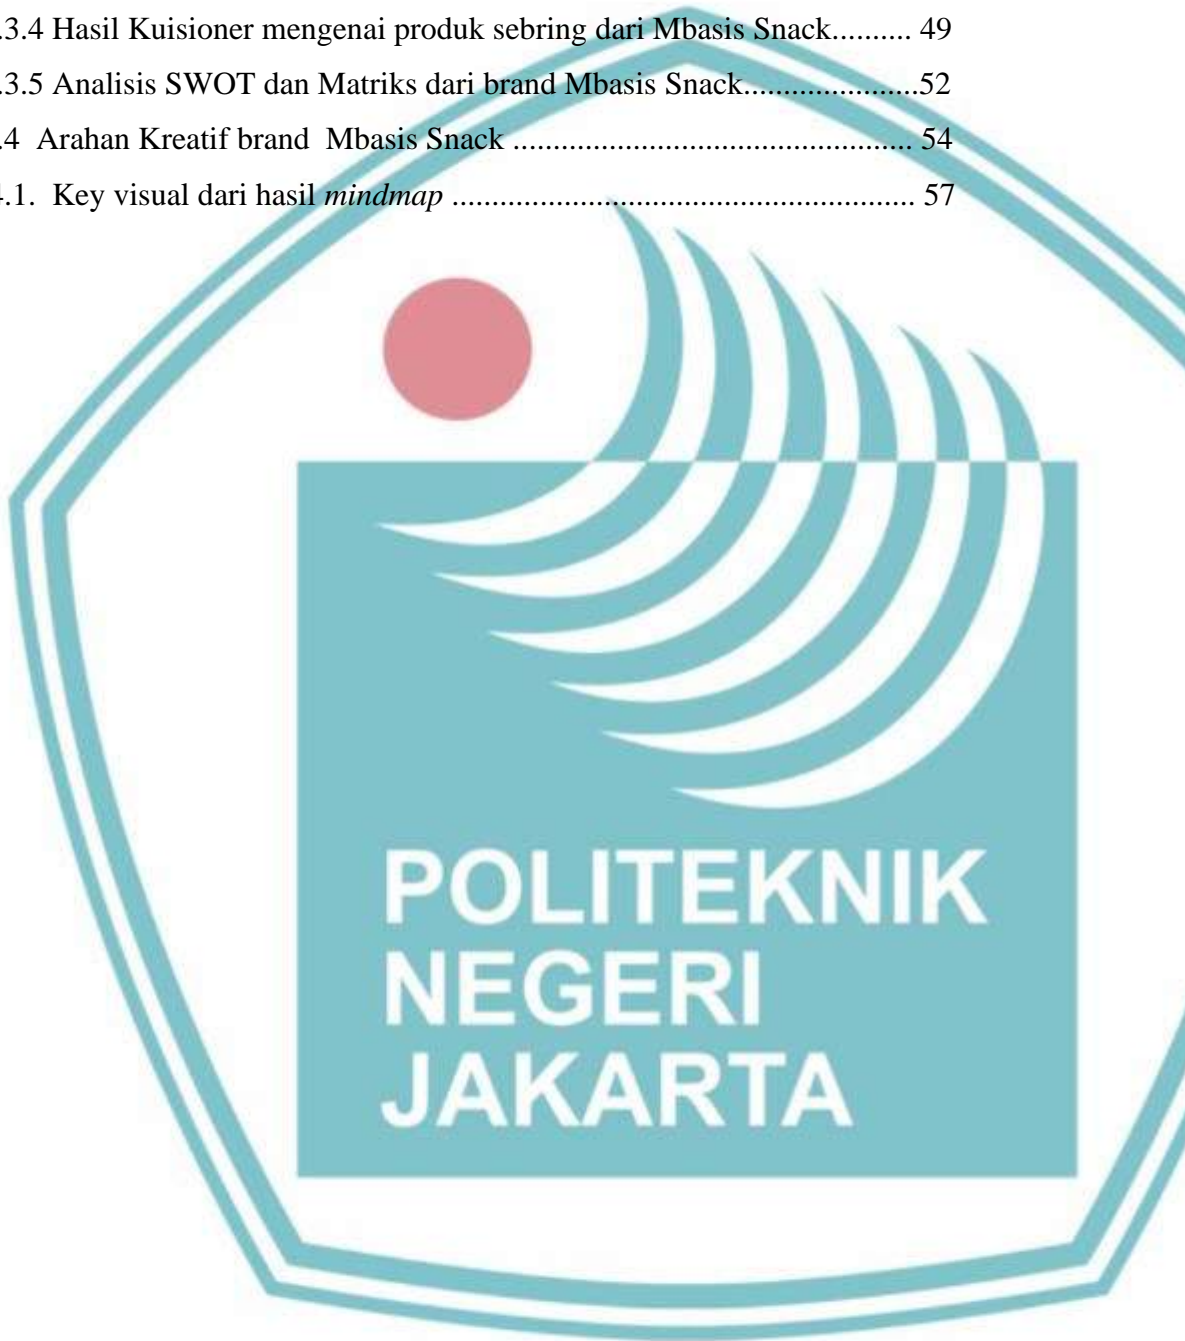 .3.4 Hasil Kuisioner mengenai produk sebring dari Mbasis Snack.......... 49
.3.5 Analisis SWOT dan Matriks dari brand Mbasis Snack.....................52
.4  Arahan Kreatif brand  Mbasis Snack ................................................. 54
.1.  Key visual dari hasil mindmap ......................................................... 57
POLITEKNIK
NEGERI
JAKARTA